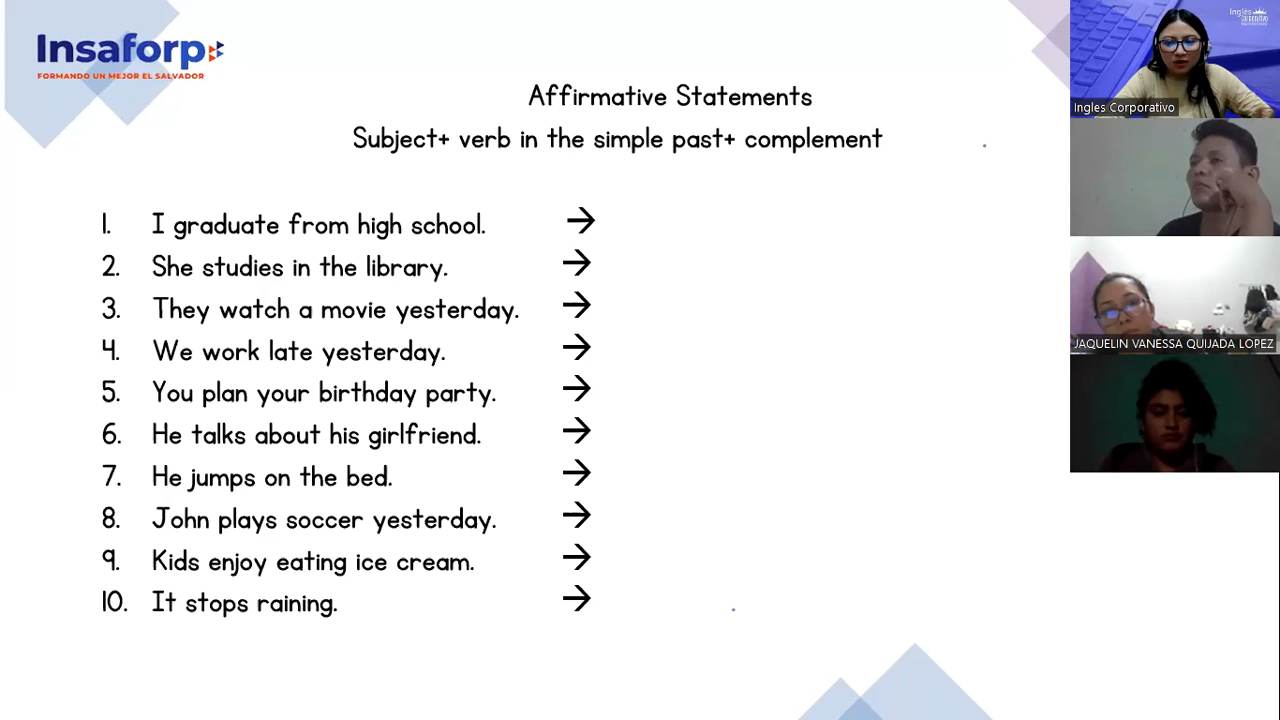 Insaforp
FORMANDO UN MEJOR EL SALVADOR
Affirmative Statements
Subject+ verb in the simple past+ complement
1. I graduate from high school. →
2. She studies in the library. →
3. They watch a movie yesterday. →
4. We work late yesterday. →
5. You plan your birthday party. →
6. He talks about his girlfriend. →
7. He jumps on the bed. →
8. John plays soccer yesterday. →
9. Kids enjoy eating ice cream. →
10. It stops raining. →
Inglés
Corporativo
Ingles Corporativo
JAQUELIN VANESSA QUIJADA LOPEZ